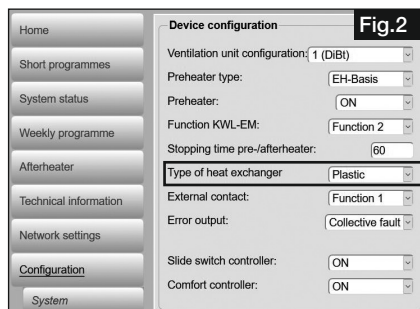 Fig.2
Home
Short programmes
System status
Weekly programme
Afterheater
Technical information
Network settings
Configuration
System
Device configuration
Ventilation unit configuration: 1 (DiBt)
Preheater type: EH-Basis
Preheater: ON
Function KWL-EM: Function 2
Stopping time pre-/afterheater: 60
Type of heat exchanger Plastic
External contact: Function 1
Error output: Collective fault
Slide switch controller: ON
Comfort controller: ON